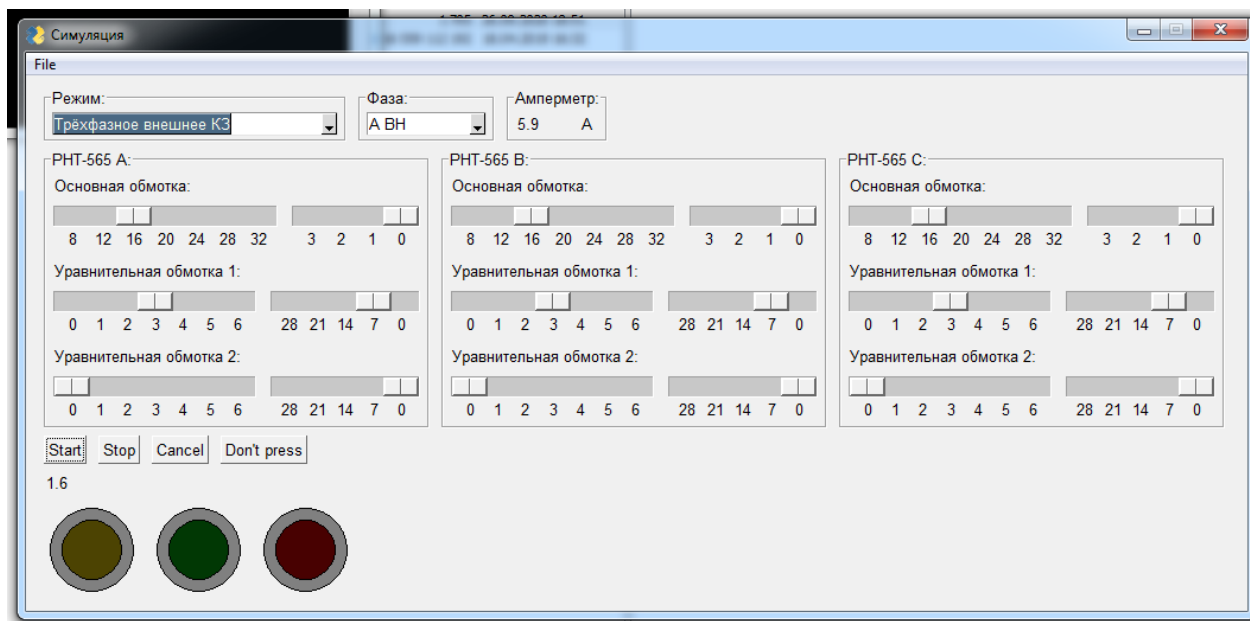 Симуляция
File
Режим: Фаза: Амперметр:
Трёхфазное внешнее КЗ А ВН 5.9 А
РНТ-565 А: РНТ-565 В: РНТ-565 С:
Основная обмотка: Основная обмотка: Основная обмотка:
8 12 16 20 24 28 32 3 2 1 0 8 12 16 20 24 28 32 3 2 1 0 8 12 16 20 24 28 32 3 2 1 0
Уравнительная обмотка 1: Уравнительная обмотка 1: Уравнительная обмотка 1:
0 1 2 3 4 5 6 28 21 14 7 0 0 1 2 3 4 5 6 28 21 14 7 0 0 1 2 3 4 5 6 28 21 14 7 0
Уравнительная обмотка 2: Уравнительная обмотка 2: Уравнительная обмотка 2:
0 1 2 3 4 5 6 28 21 14 7 0 0 1 2 3 4 5 6 28 21 14 7 0 0 1 2 3 4 5 6 28 21 14 7 0
Start Stop Cancel Don't press
1.6